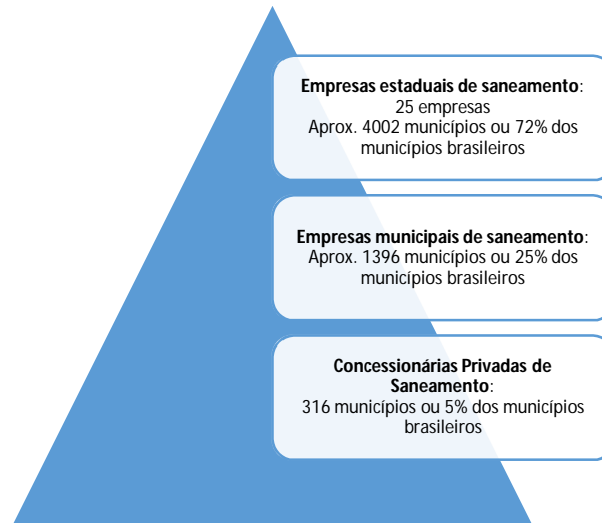 Empresas estaduais de saneamento:
25 empresas
Aprox. 4002 municípios ou 72% dos
municípios brasileiros
Empresas municipais de saneamento:
Aprox. 1396 municípios ou 25% dos
municípios brasileiros
Concessionárias Privadas de
Saneamento:
316 municípios ou 5% dos municípios
brasileiros